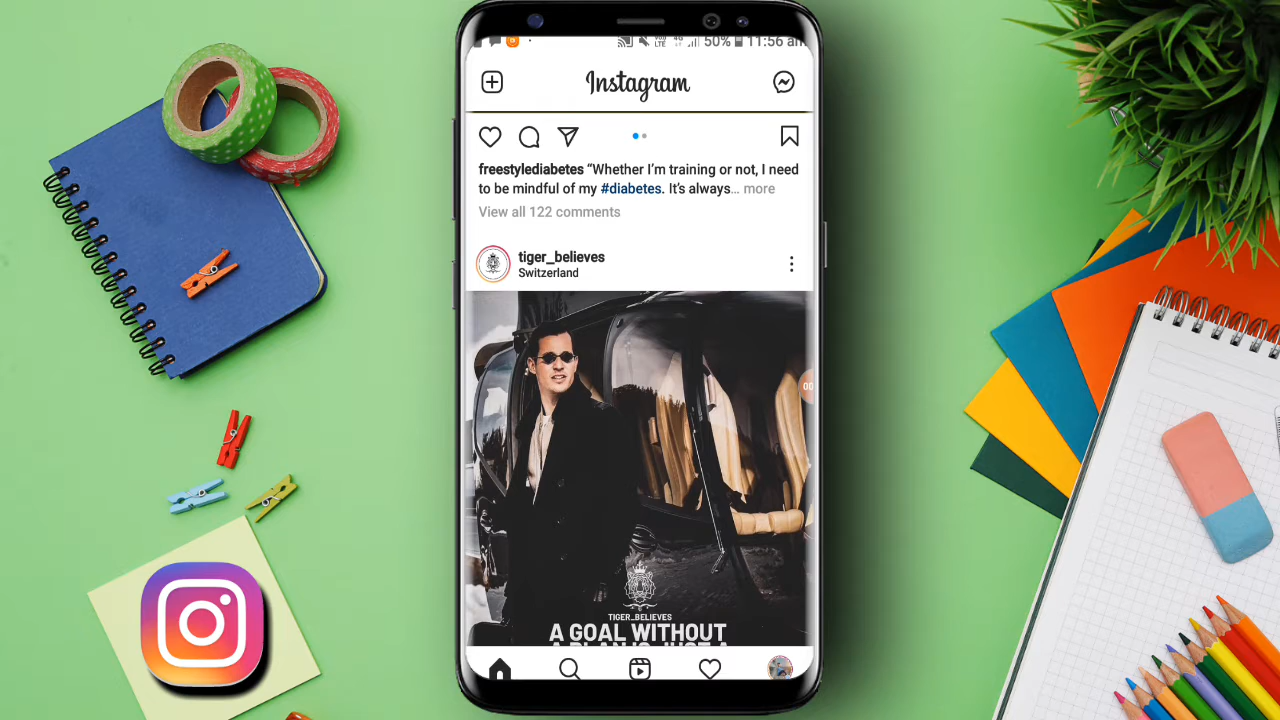 50% 11:56 am
Instagram
freestylediabetes “Whether I’m training or not, I need
to be mindful of my #diabetes. It’s always… more
View all 122 comments
tiger_believes
Switzerland
00
TIGER_BELIEVES
A GOAL WITHOUT